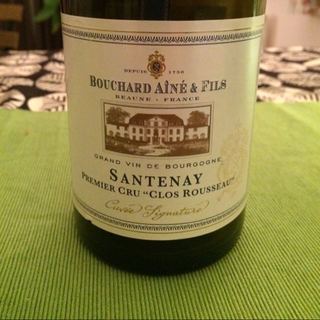 DEPUIS 1750
BOUCHARD AÎNÉ & FILS
BEAUNE - FRANCE
GRAND VIN DE BOURGOGNE
SANTENAY
PREMIER CRU "CLOS ROUSSEAU"
Cuvée Signature